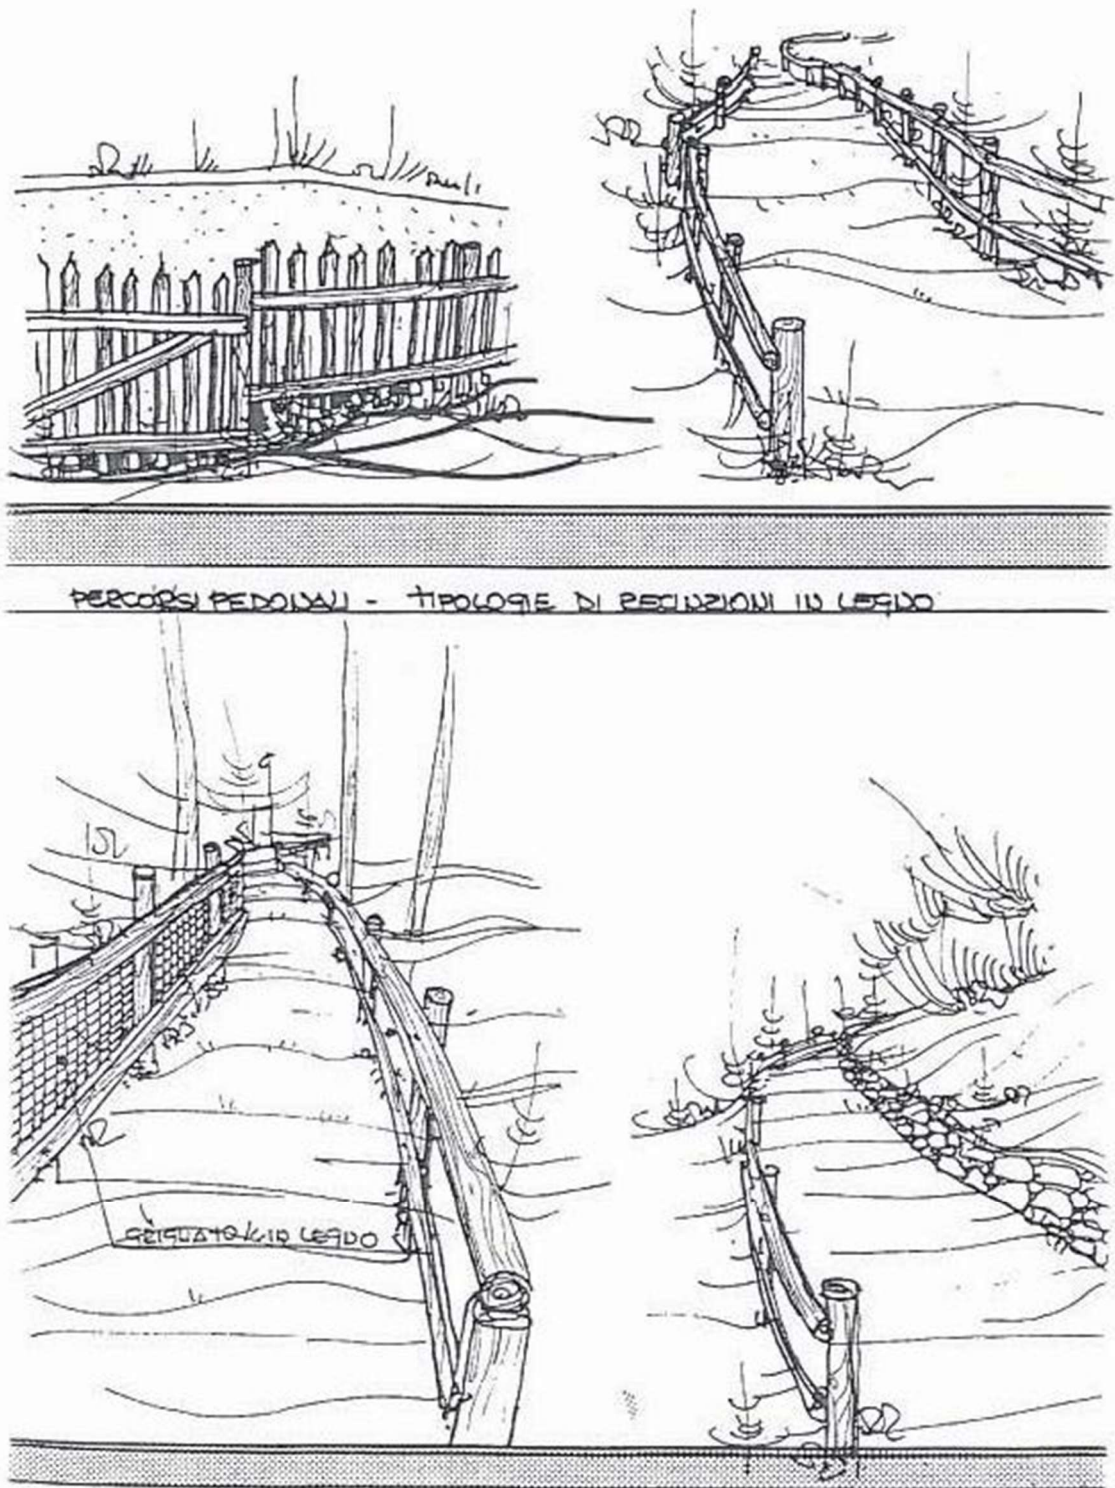 PERCORSI PEDONALI - TIPOLOGIE DI RECINZIONI IN LEGNO
GRIGLIATO IN LEGNO